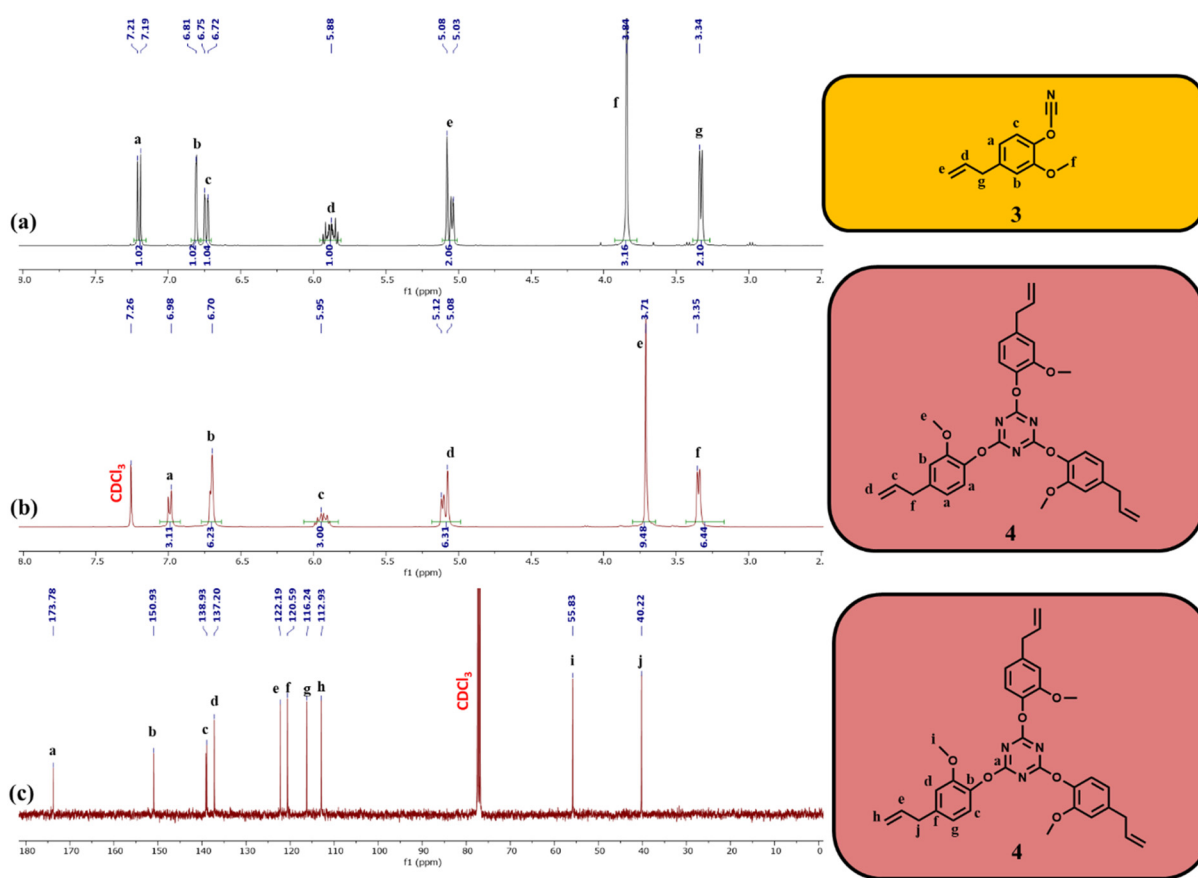 7.21 7.19 6.81 6.75 6.72 5.88 5.08 5.03 3.84 3.34
a b c d e f g
(a)
1.02 1.02 1.04 1.00 2.06 3.16 2.10
9.0 7.5 7.0 6.5 6.0 5.5 5.0 4.5 4.0 3.5 3.0 2.
f1 (ppm)
N
c O
a O f
d
e g b
3
7.26 6.98 6.70 5.95 5.12 5.08 3.71 3.35
CDCl3 a b c d e f
(b)
3.11 6.23 3.00 6.31 9.48 6.44
8.0 7.5 7.0 6.5 6.0 5.5 5.0 4.5 4.0 3.5 3.0 2.
f1 (ppm)
O
O
e N N
O O N O
b a O
c
d f a
4
173.78 150.93 138.93 137.20 122.19 120.59 116.24 112.93 55.83 40.22
a b c d e f g h CDCl3 i j
(c)
180 170 160 150 140 130 120 110 100 90 80 70 60 50 40 30 20 10 0
f1 (ppm)
O
O
i a N N
O O N O
d b O
e c
h j f g
4